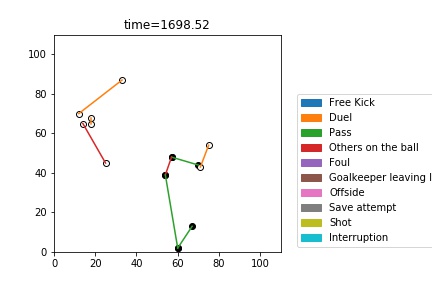 time=1698.52
100
80
60
40
20
0
0 20 40 60 80 100
Free Kick
Duel
Pass
Others on the ball
Foul
Goalkeeper leaving l
Offside
Save attempt
Shot
Interruption